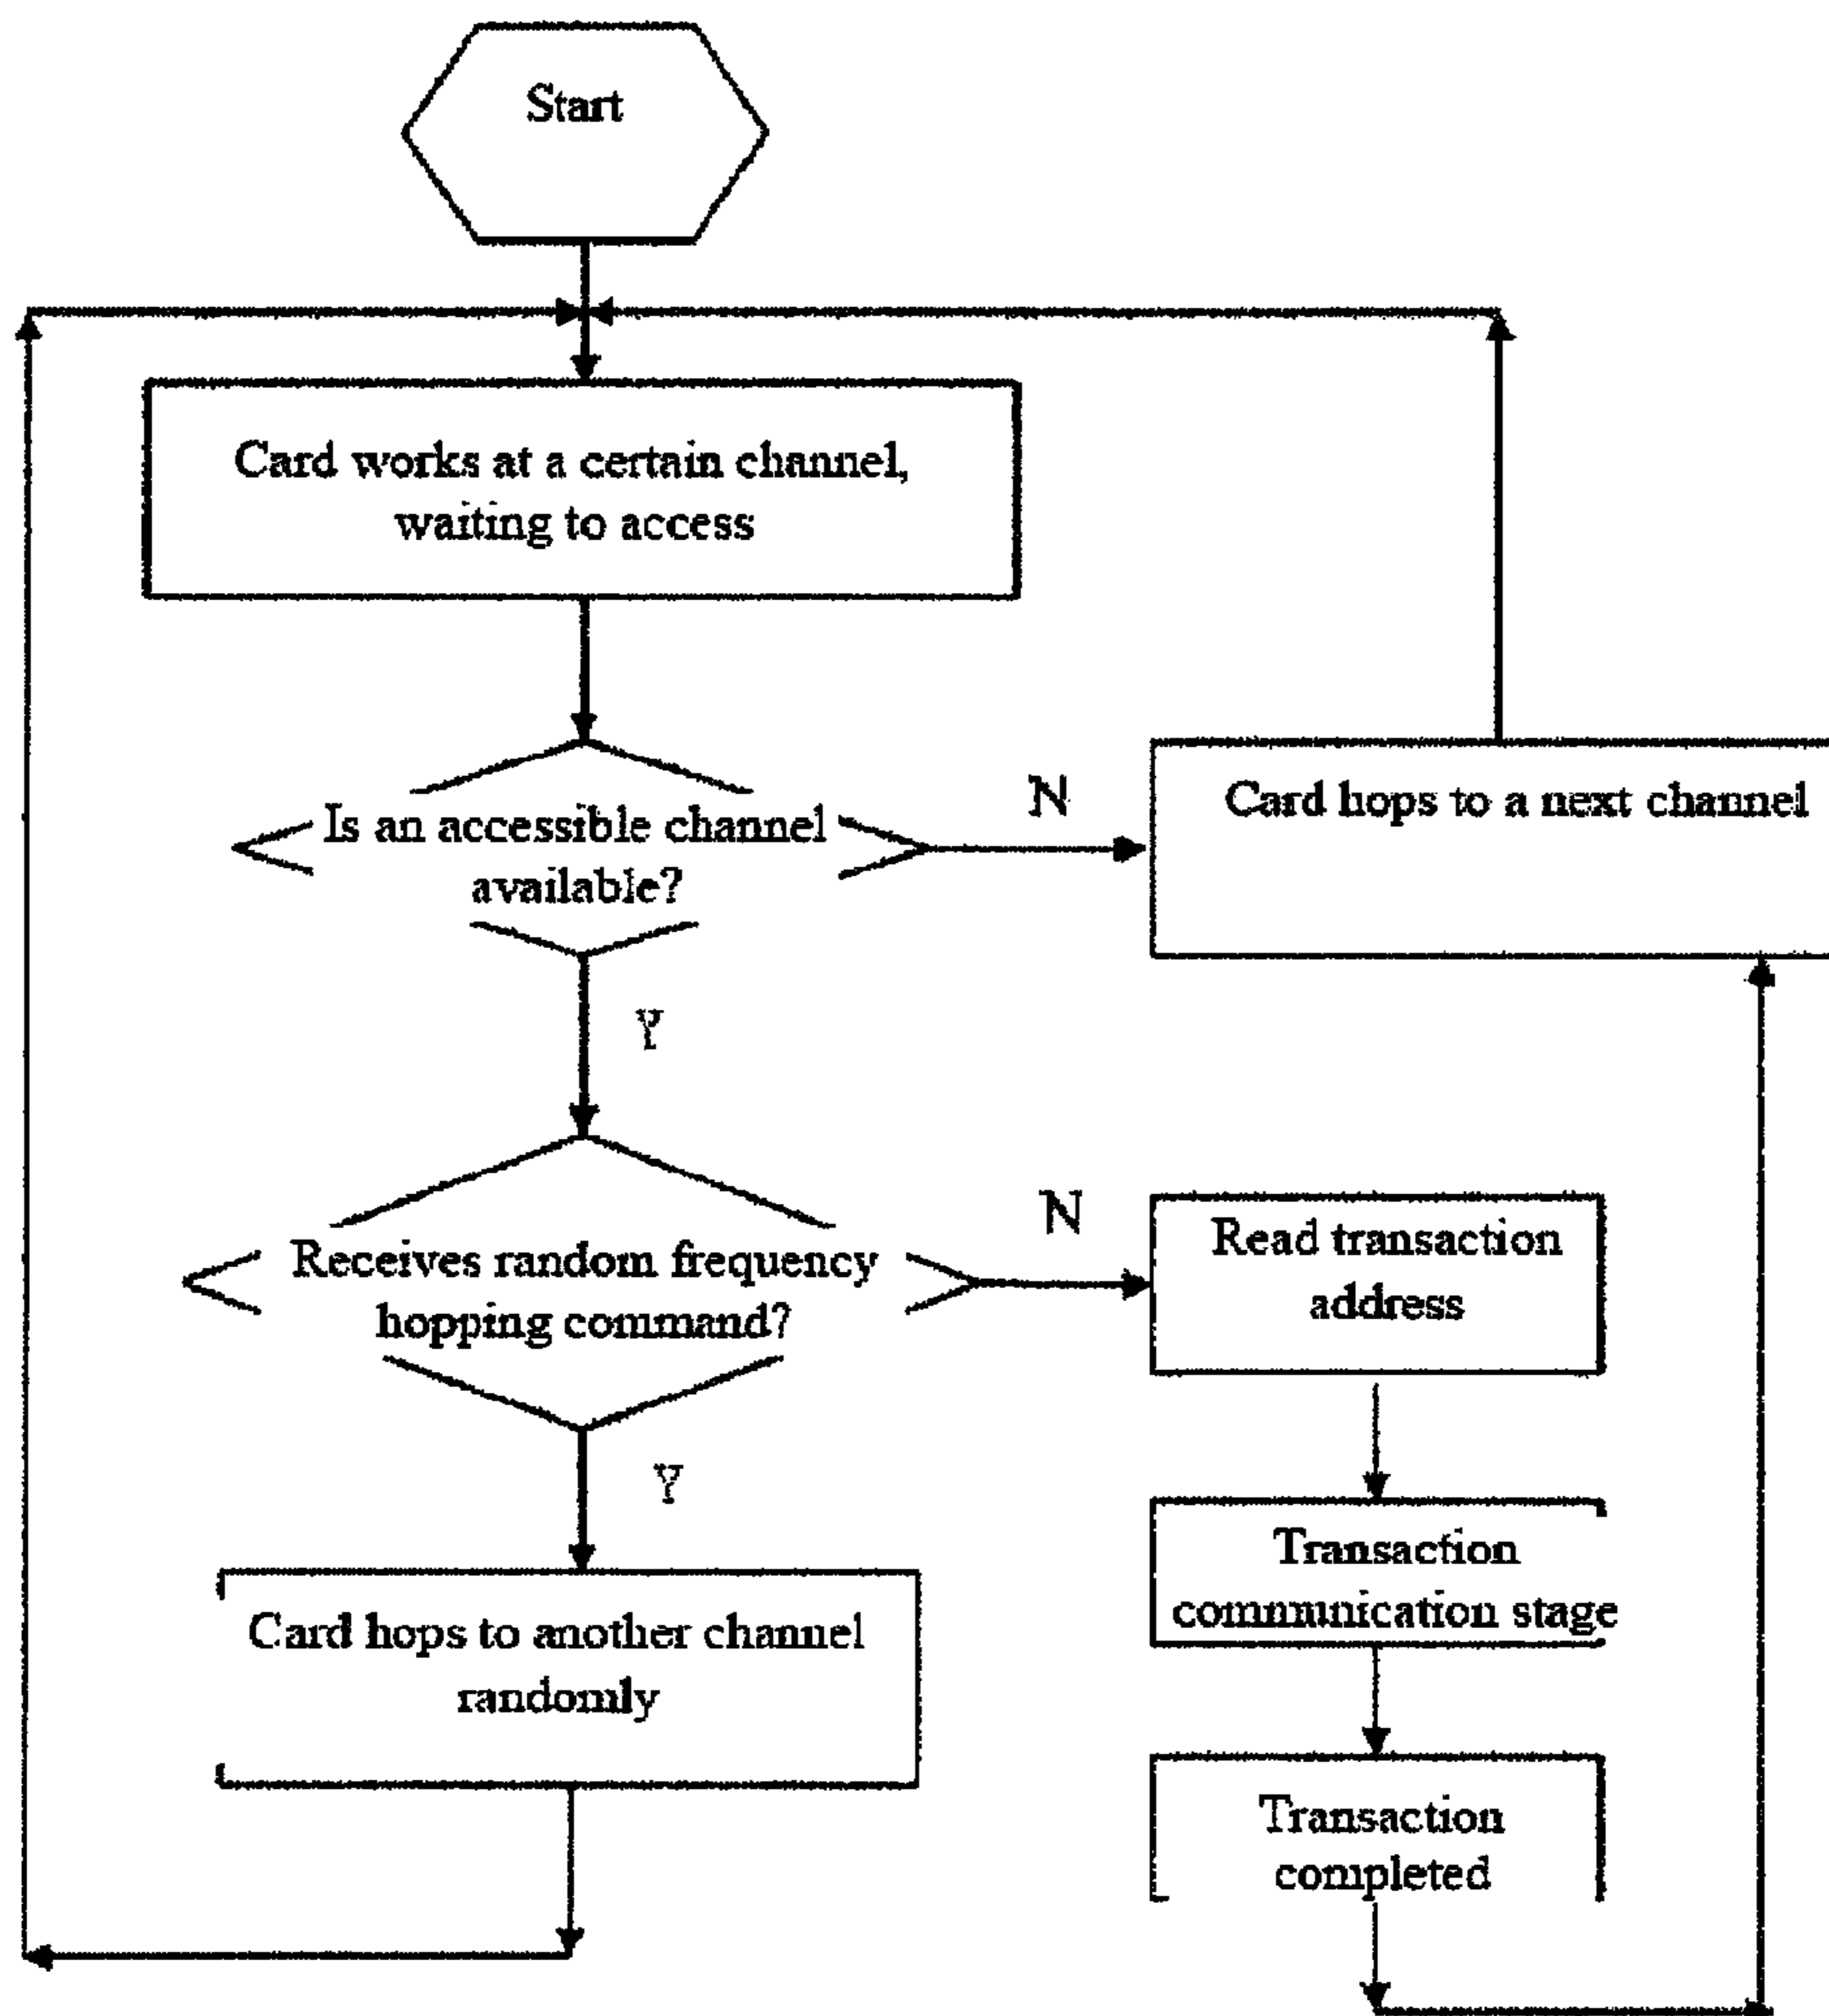 Start
Card works at a certain channel,
waiting to access
Is an accessible channel
available?
N
Card hops to a next channel
Y
Receives random frequency
hopping command?
N
Read transaction
address
Y
Transaction
communication stage
Card hops to another channel
randomly
Transaction
completed